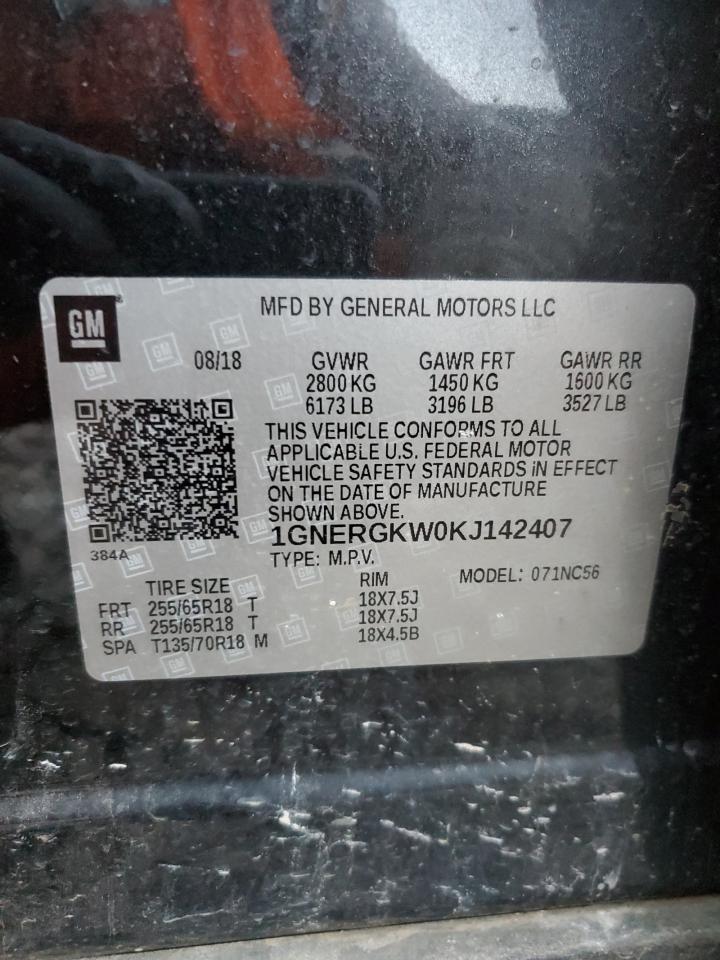 GM
MFD BY GENERAL MOTORS LLC
08/18 GVWR GAWR FRT GAWR RR
2800 KG 1450 KG 1600 KG
6173 LB 3196 LB 3527 LB
THIS VEHICLE CONFORMS TO ALL
APPLICABLE U.S. FEDERAL MOTOR
VEHICLE SAFETY STANDARDS IN EFFECT
ON THE DATE OF MANUFACTURE
SHOWN ABOVE.
1GNERGKW0KJ142407
384A
TYPE: M.P.V.
MODEL: 071NC56
TIRE SIZE RIM
FRT 255/65R18 T 18X7.5J
RR 255/65R18 T 18X7.5J
SPA T135/70R18 M 18X4.5B